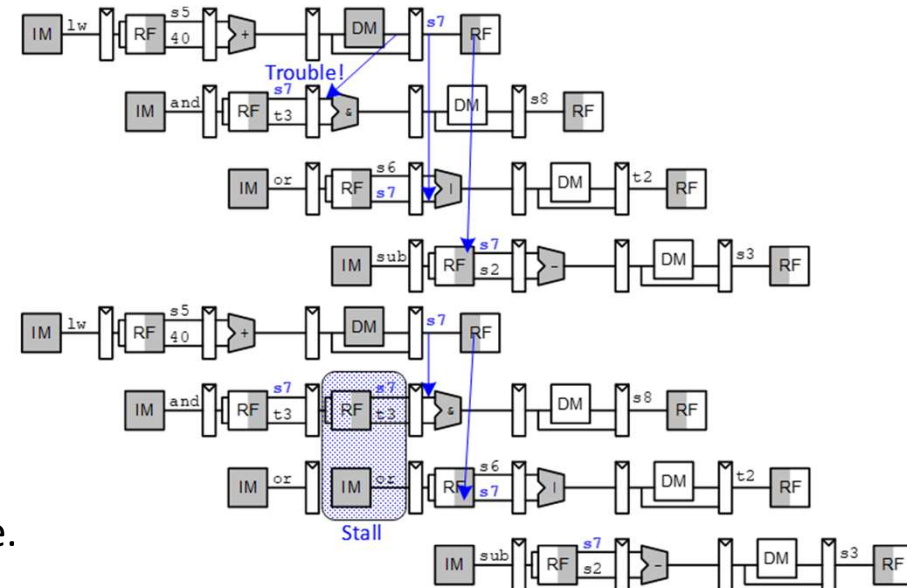 lw s5 s7
IM RF 40 + DM RF
Trouble!
s7
IM and RF t3 & DM s8 RF
s6
IM or RF s7 | DM t2 RF
s7
IM sub RF s2 - DM s3 RF
lw s5 s7
IM RF 40 + DM RF
s7 s7
IM and RF t3 RF t3 & DM s8 RF
s6
IM or IM or RF s7 | DM t2 RF
Stall
e.
s7
IM sub RF s2 - DM s3 RF